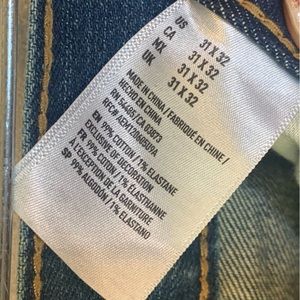 US 31 X 32
CA 31 X 32
MX 31 X 32
UK 31 X 32
MADE IN CHINA / FABRIQUÉ EN CHINE /
HECHO EN CHINA
RN 54485 / CA 03973
EN: 99% COTTON / 1% ELASTANE
EXCLUSIVE OF DECORATION
FR: 99% COTON / 1% ÉLASTHANNE
À L'EXCEPTION DE LA GARNITURE
SP: 99% ALGODÓN / 1% ELASTANO